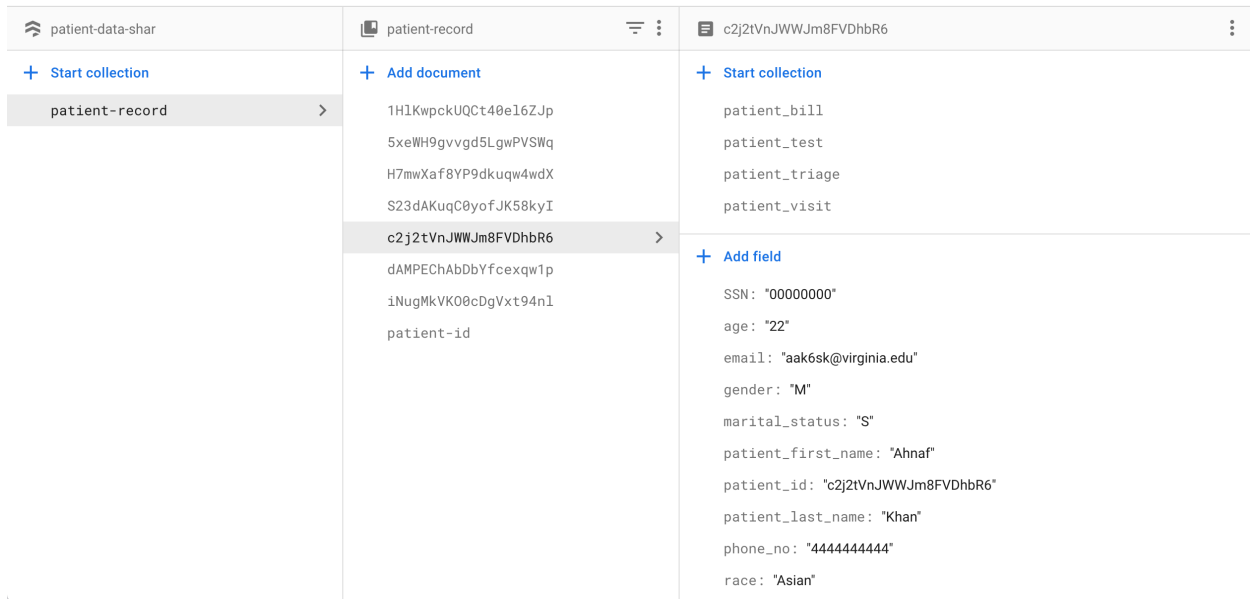 patient-data-shar
Start collection
patient-record
patient-record
Add document
1HlKwpckUQCt40el6ZJp
5xeWH9gvvgd5LgwPVSWq
H7mwXaf8YP9dkuqw4wdX
S23dAKuqC0yofJK58kyI
c2j2tVnJWWJm8FVDhbR6
dAMPEChAbDbYfcexqw1p
iNugMkVKO0cDgVxt94nl
patient-id
c2j2tVnJWWJm8FVDhbR6
Start collection
patient_bill
patient_test
patient_triage
patient_visit
Add field
SSN: "00000000"
age: "22"
email: "aak6sk@virginia.edu"
gender: "M"
marital_status: "S"
patient_first_name: "Ahnaf"
patient_id: "c2j2tVnJWWJm8FVDhbR6"
patient_last_name: "Khan"
phone_no: "4444444444"
race: "Asian"